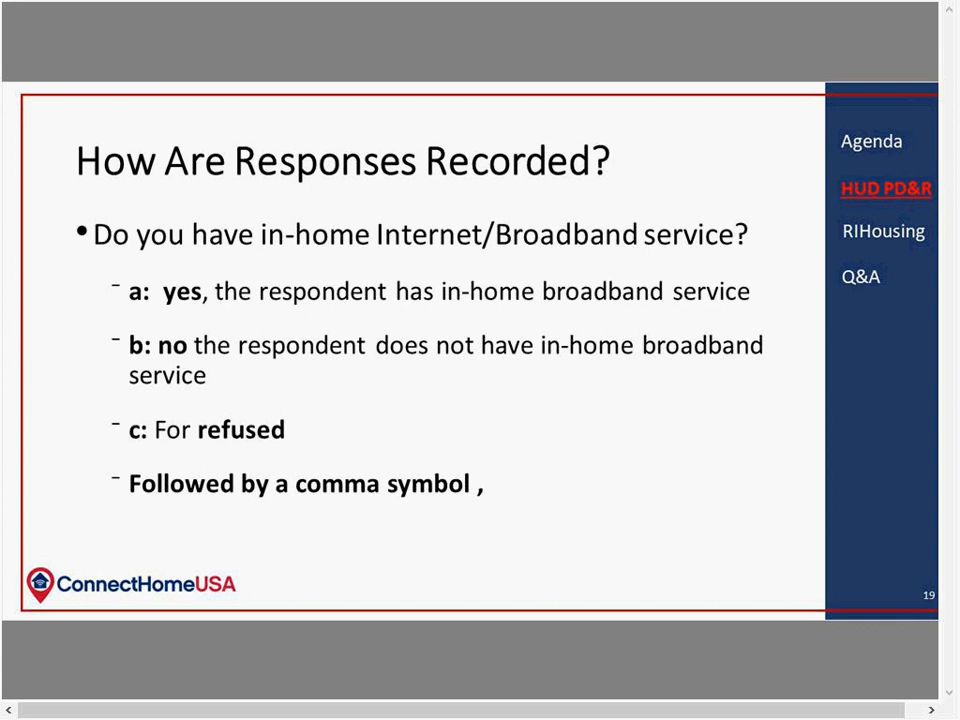 How Are Responses Recorded?
• Do you have in-home Internet/Broadband service?
⁻ a: yes, the respondent has in-home broadband service
⁻ b: no the respondent does not have in-home broadband
service
⁻ c: For refused
⁻ Followed by a comma symbol ,
ConnectHomeUSA
Agenda
HUD PD&R
RIHousing
Q&A
19